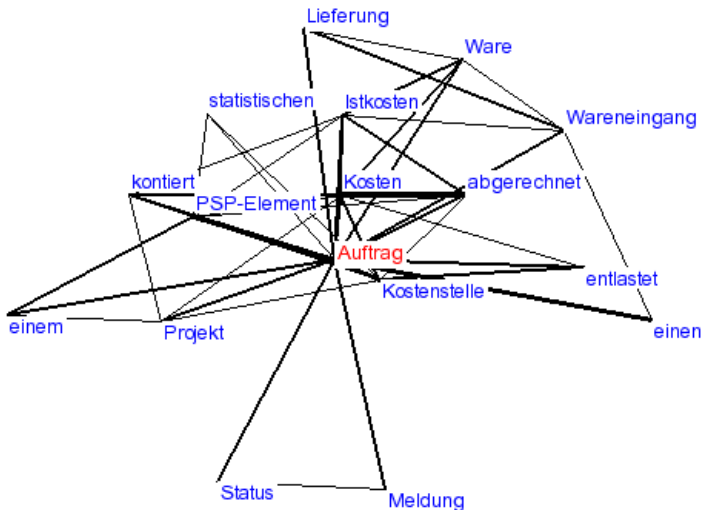 Lieferung
Ware
statistischen
Istkosten
Wareneingang
kontiert
Kosten
abgerechnet
PSP-Element
Auftrag
entlastet
Kostenstelle
einem
Projekt
einen
Status
Meldung